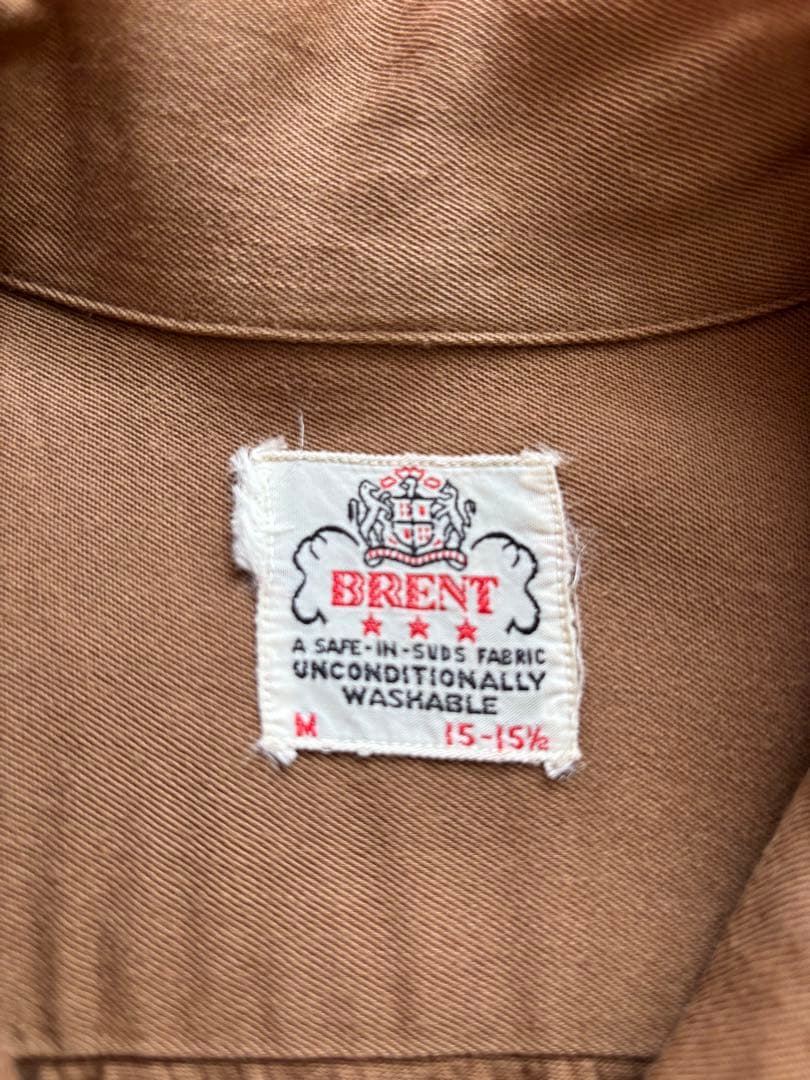 BRENT
A SAFE-IN-SUDS FABRIC
UNCONDITIONALLY
WASHABLE
M 15-15½